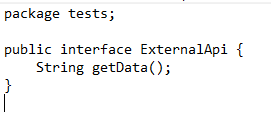 package tests;

public interface ExternalApi {
    String getData();
}